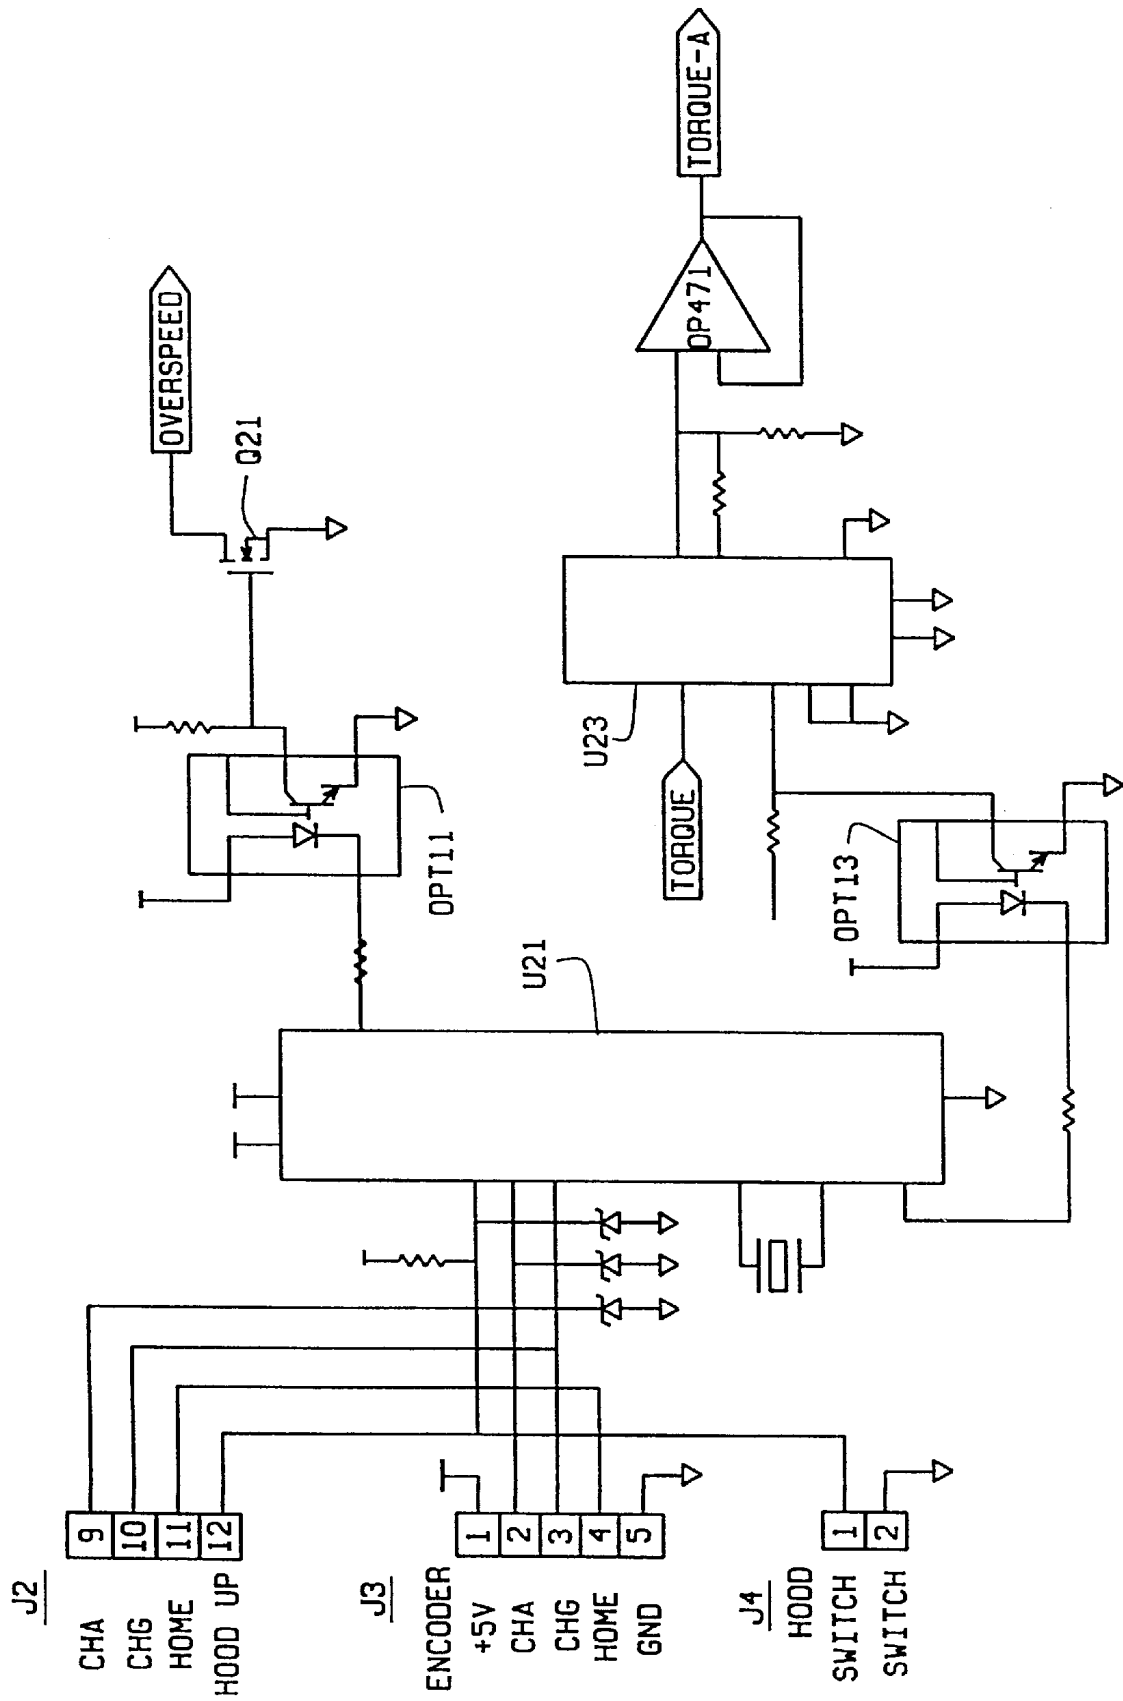 J2
CHA 9
CHG 10
HOME 11
HOOD UP 12
J3
ENCODER
+5V 1
CHA 2
CHG 3
HOME 4
GND 5
J4
HOOD
SWITCH 1
SWITCH 2
U21
OPT11
OPT13
Q21
OVERSPEED
TORQUE
U23
OP471
TORQUE-A